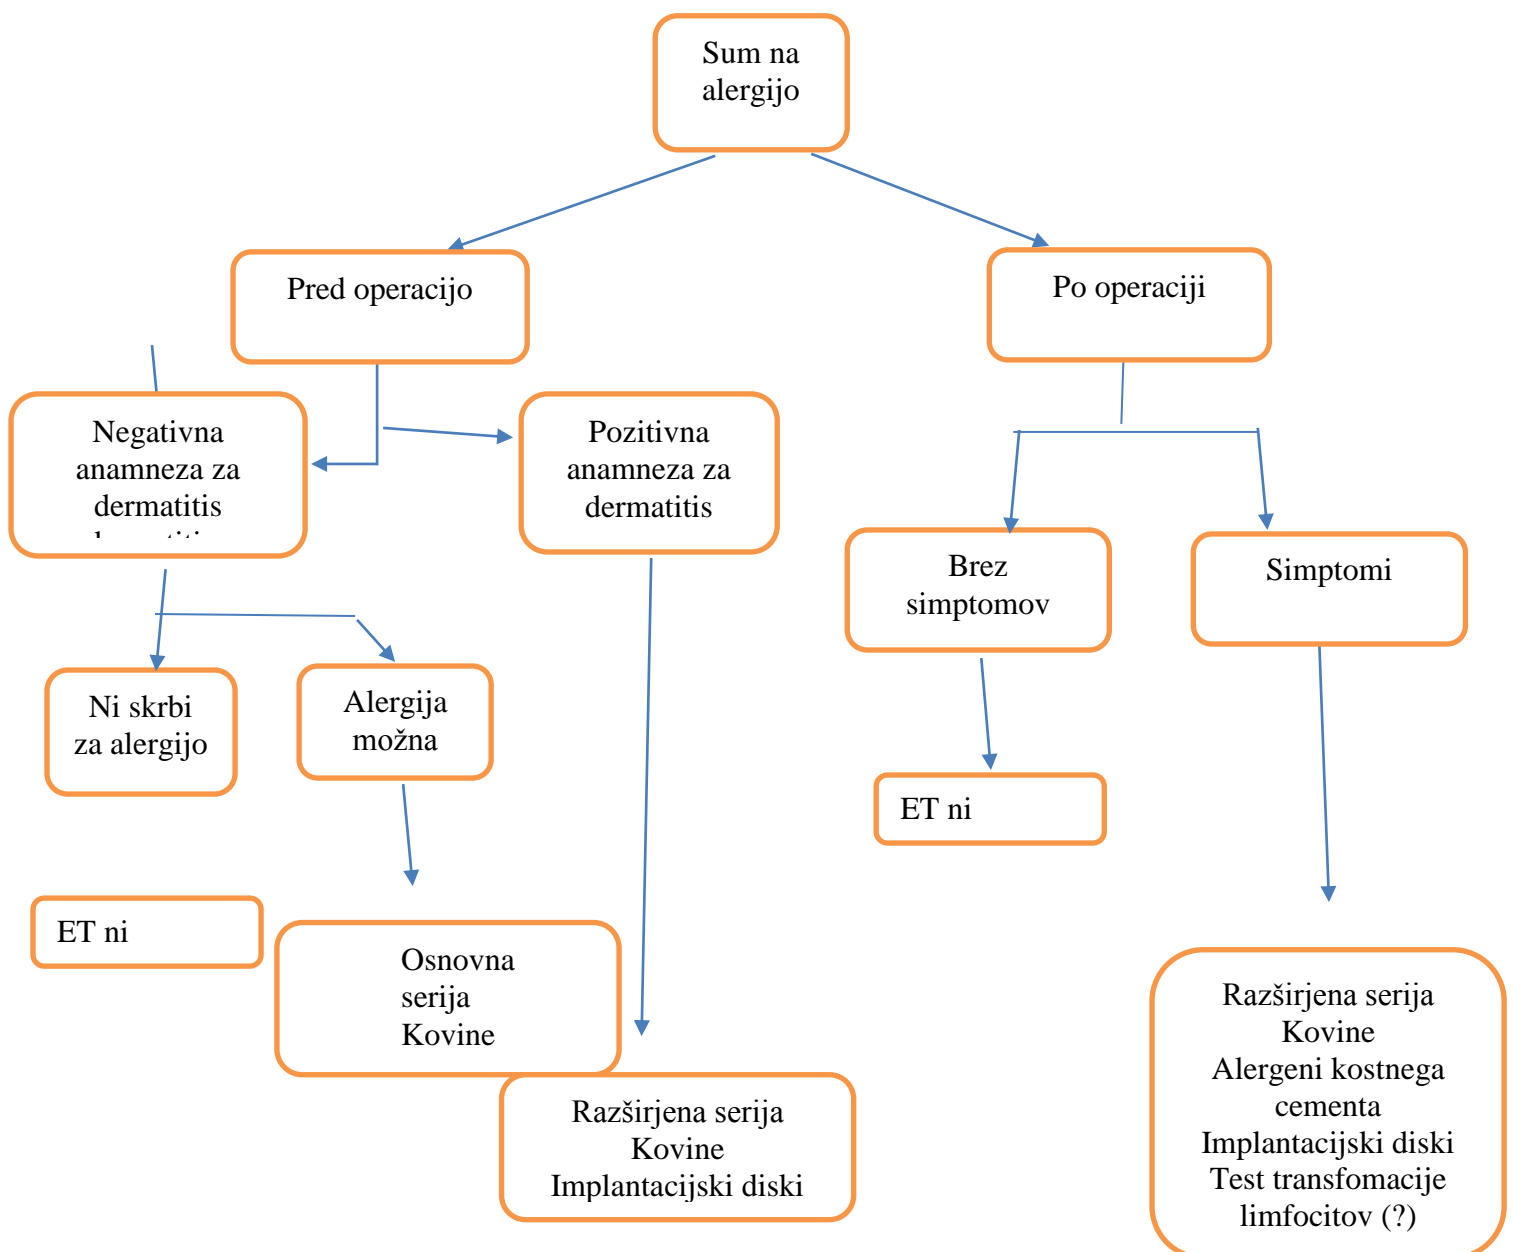 Sum na
alergijo
Pred operacijo
Po operaciji
Negativna
anamneza za
dermatitis
Pozitivna
anamneza za
dermatitis
Brez
simptomov
Simptomi
Ni skrbi
za alergijo
Alergija
možna
ET ni
ET ni
Osnovna
serija
Kovine
Razširjena serija
Kovine
Implantacijski diski
Razširjena serija
Kovine
Alergeni kostnega
cementa
Implantacijski diski
Test transfomacije
limfocitov (?)